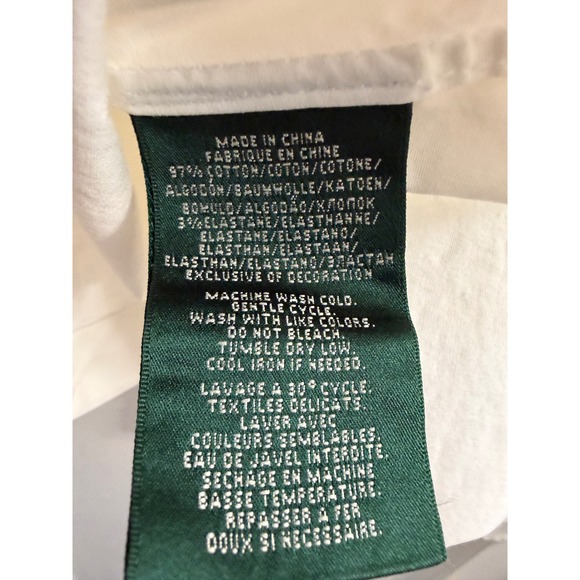 MADE IN CHINA
FABRIQUE EN CHINE
97% COTTON/COTON/COTONE/
ALGODÓN/BAUMWOLLE/KATOEN/
BOMULD/ALGODÃO/ХЛОПОК
3% ELASTANE/ELASTHANNE/
ELASTANE/ELASTANO/
ELASTHAN/ELASTAAN/
ELASTHAN/ELASTANO/ЭЛАСТАН
EXCLUSIVE OF DECORATION
MACHINE WASH COLD.
GENTLE CYCLE.
WASH WITH LIKE COLORS.
DO NOT BLEACH.
TUMBLE DRY LOW.
COOL IRON IF NEEDED.
LAVAGE A 30° CYCLE.
TEXTILES DELICATS.
LAVER AVEC
COULEURS SEMBLABLES.
EAU DE JAVEL INTERDITE.
SECHAGE EN MACHINE
BASSE TEMPERATURE.
REPASSER A FER
DOUX SI NECESSAIRE.